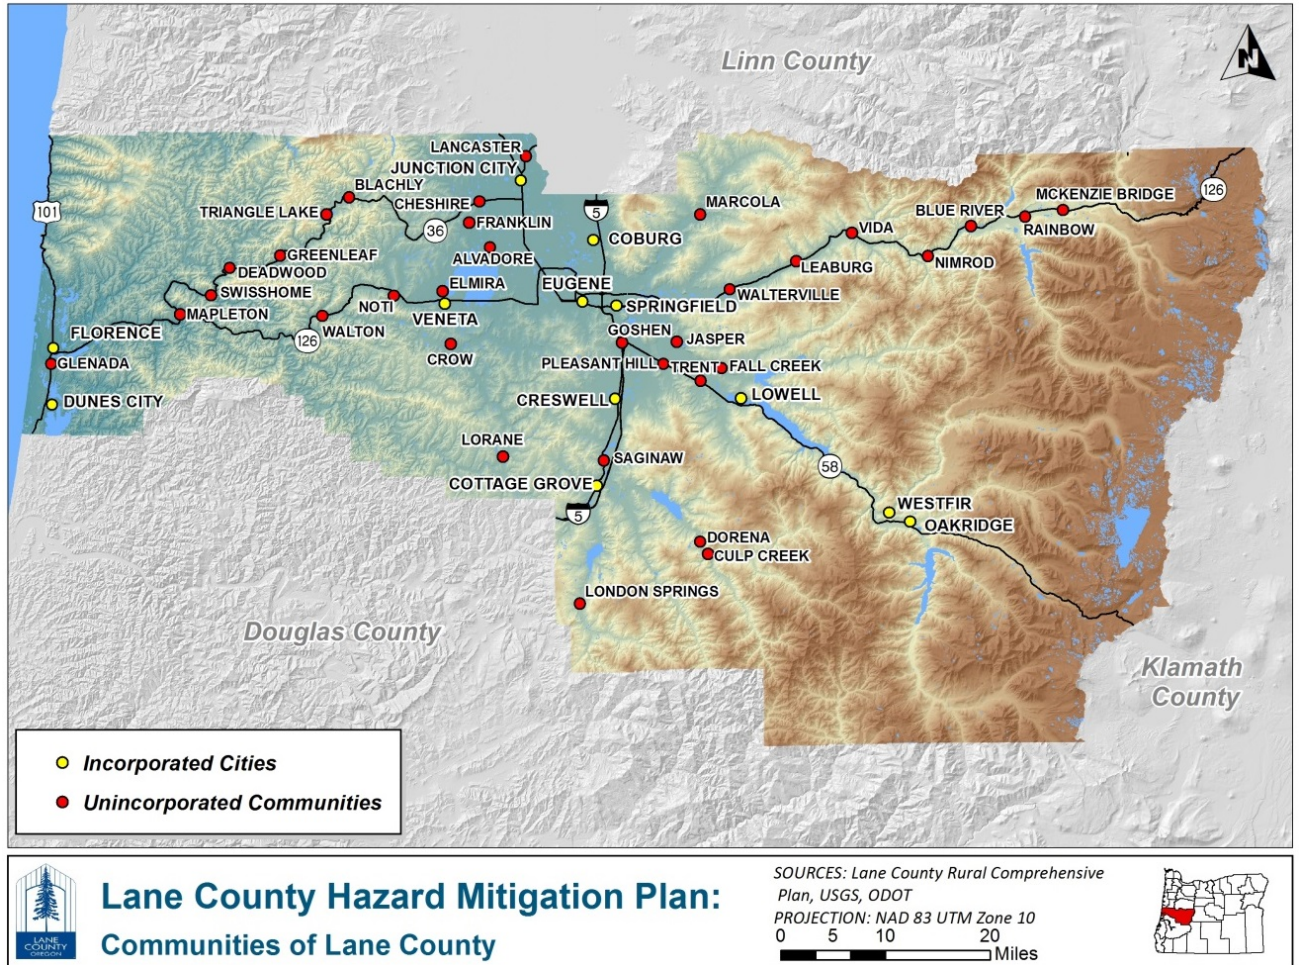 Linn County
N
LANCASTER
JUNCTION CITY
BLACHLY
CHESHIRE
TRIANGLE LAKE
FRANKLIN
36
101
5
COBURG
MARCOLA
MCKENZIE BRIDGE
126
BLUE RIVER
RAINBOW
VIDA
NIMROD
LEABURG
ALVADORE
GREENLEAF
DEADWOOD
SWISSHOME
ELMIRA
EUGENE
WALTERVILLE
NOTI
MAPLETON
VENETA
SPRINGFIELD
FLORENCE
WALTON
126
GOSHEN
JASPER
CROW
GLENADA
PLEASANT HILL
TRENT
FALL CREEK
DUNES CITY
CRESWELL
LOWELL
LORANE
SAGINAW
58
COTTAGE GROVE
5
WESTFIR
OAKRIDGE
DORENA
CULP CREEK
LONDON SPRINGS
Douglas County
Klamath
County
Incorporated Cities
Unincorporated Communities
LANE
COUNTY
OREGON
Lane County Hazard Mitigation Plan:
Communities of Lane County
SOURCES: Lane County Rural Comprehensive
Plan, USGS, ODOT
PROJECTION: NAD 83 UTM Zone 10
0 5 10 20
Miles